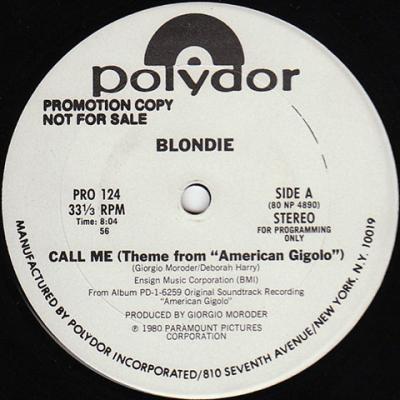 polydor
PROMOTION COPY
NOT FOR SALE
BLONDIE
PRO 124
33⅓ RPM
Time: 8:04
56
SIDE A
(80 NP 4890)
STEREO
FOR PROGRAMMING
ONLY
CALL ME (Theme from “American Gigolo”)
(Giorgio Moroder/Deborah Harry)
Ensign Music Corporation (BMI)
From Album PD-1-6259 Original Soundtrack Recording
“American Gigolo”
PRODUCED BY GIORGIO MORODER
℗ 1980 PARAMOUNT PICTURES
CORPORATION
MANUFACTURED BY POLYDOR INCORPORATED/810 SEVENTH AVENUE/NEW YORK, N.Y. 10019